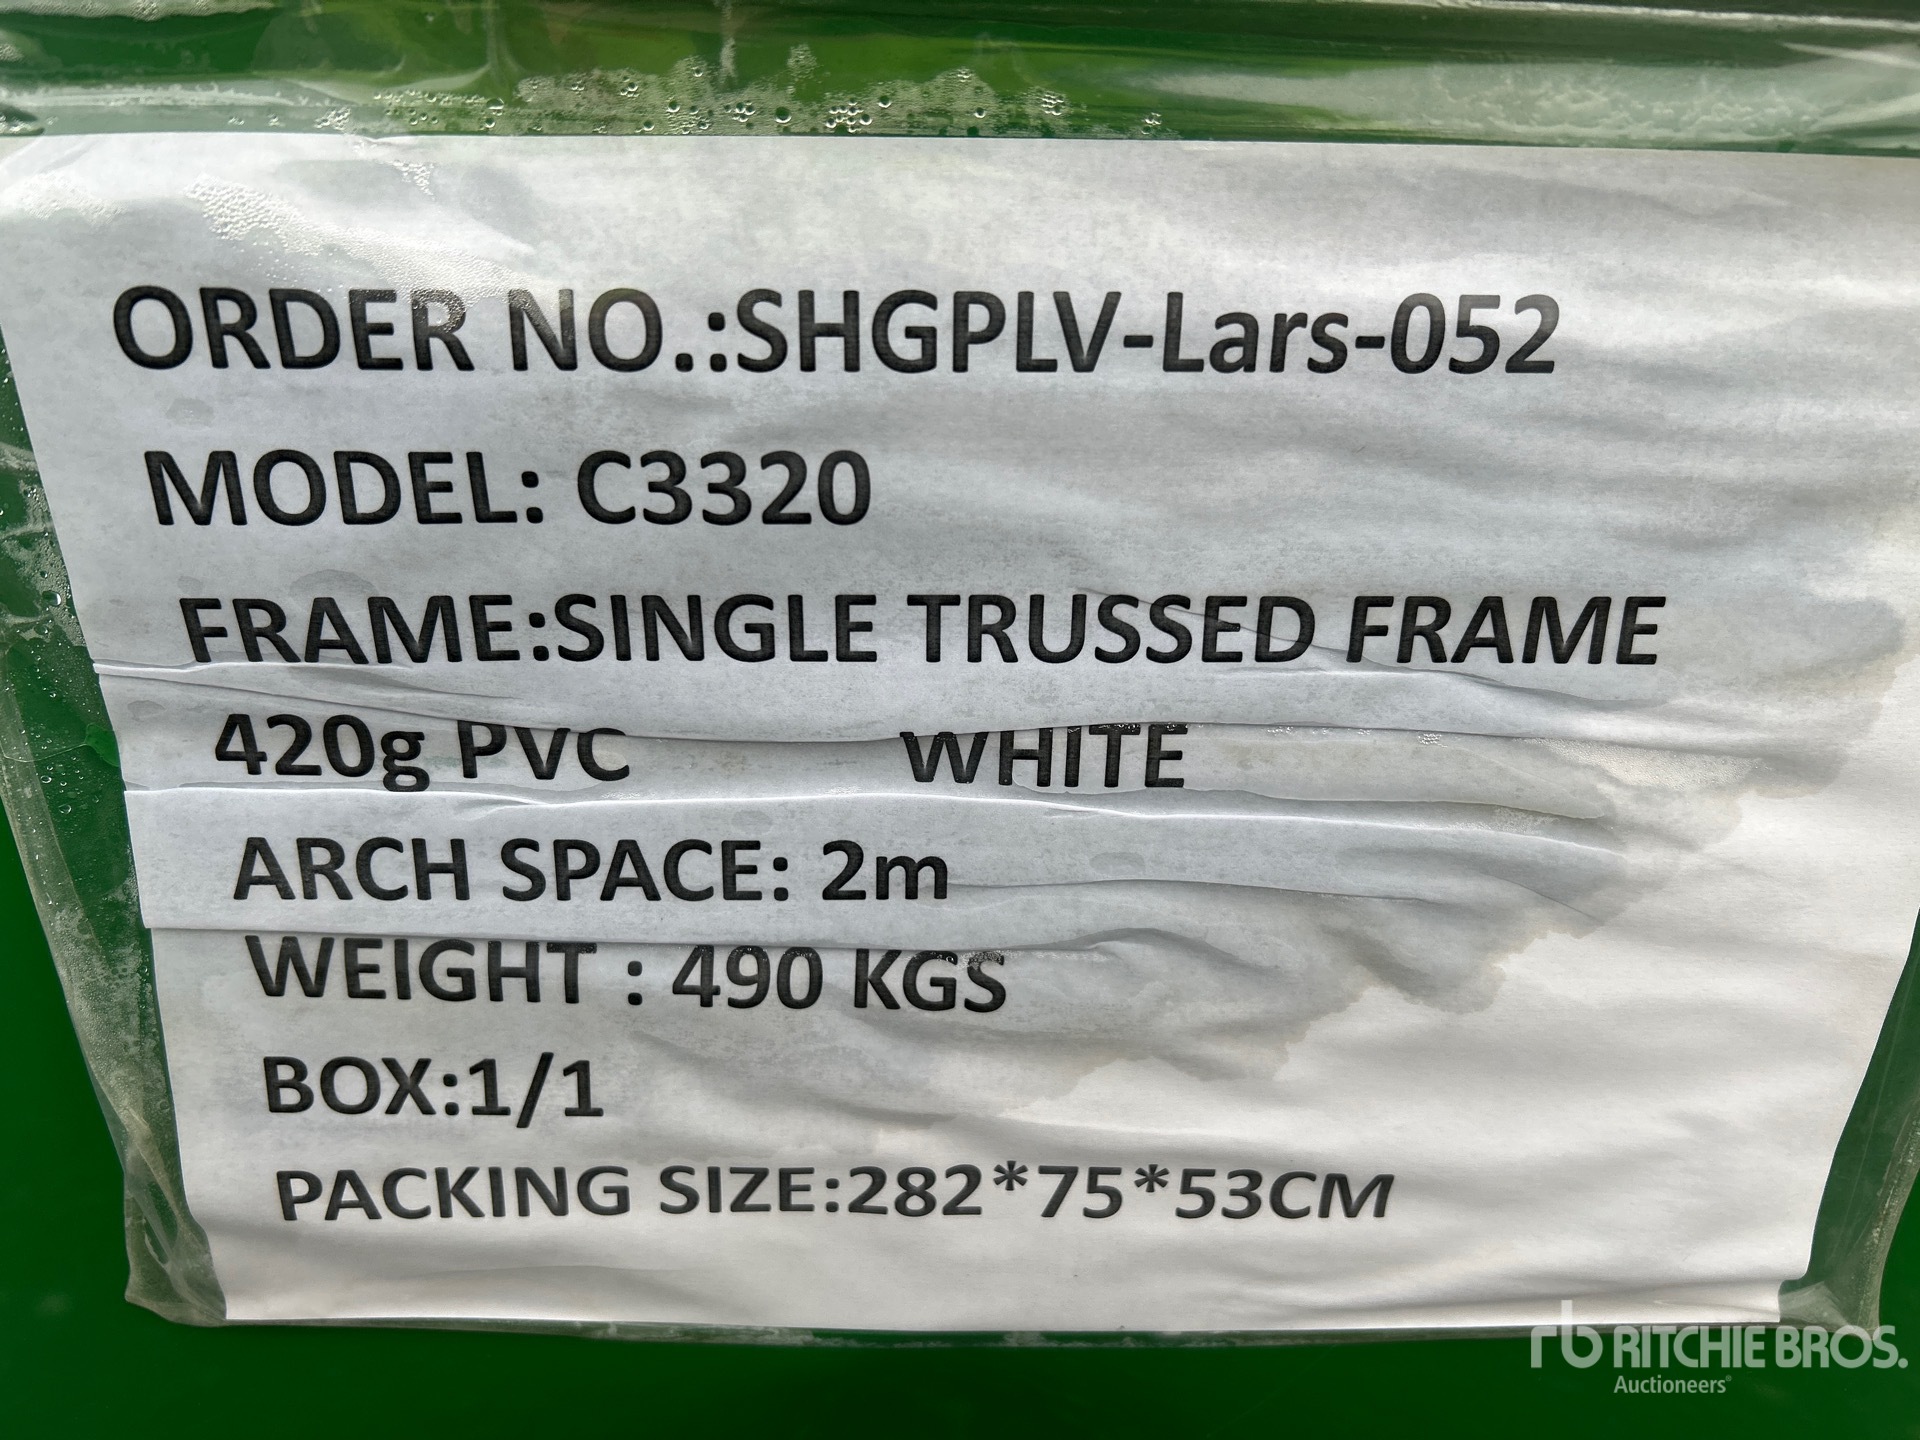 ORDER NO.:SHGPLV-Lars-052
MODEL: C3320
FRAME:SINGLE TRUSSED FRAME
420g PVC WHITE
ARCH SPACE: 2m
WEIGHT : 490 KGS
BOX:1/1
PACKING SIZE:282*75*53CM
rb RITCHIE BROS.
Auctioneers®